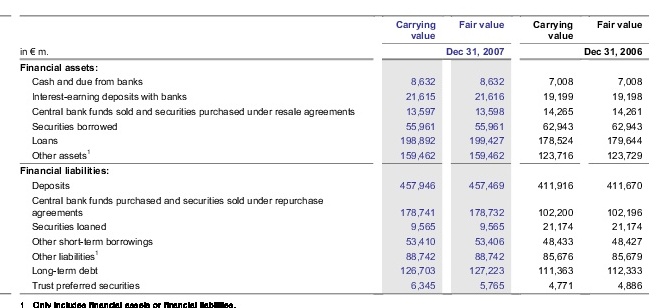 Carrying value Fair value Carrying value Fair value
in € m. Dec 31, 2007 Dec 31, 2006
Financial assets:
Cash and due from banks 8,632 8,632 7,008 7,008
Interest-earning deposits with banks 21,615 21,616 19,199 19,198
Central bank funds sold and securities purchased under resale agreements 13,597 13,598 14,265 14,261
Securities borrowed 55,961 55,961 62,943 62,943
Loans 198,892 199,427 178,524 179,644
Other assets1 159,462 159,462 123,716 123,729
Financial liabilities:
Deposits 457,946 457,469 411,916 411,670
Central bank funds purchased and securities sold under repurchase
agreements 178,741 178,732 102,200 102,196
Securities loaned 9,565 9,565 21,174 21,174
Other short-term borrowings 53,410 53,406 48,433 48,427
Other liabilities1 88,742 88,742 85,676 85,679
Long-term debt 126,703 127,223 111,363 112,333
Trust preferred securities 6,345 5,765 4,771 4,886
1 Only includes financial assets or financial liabilities.